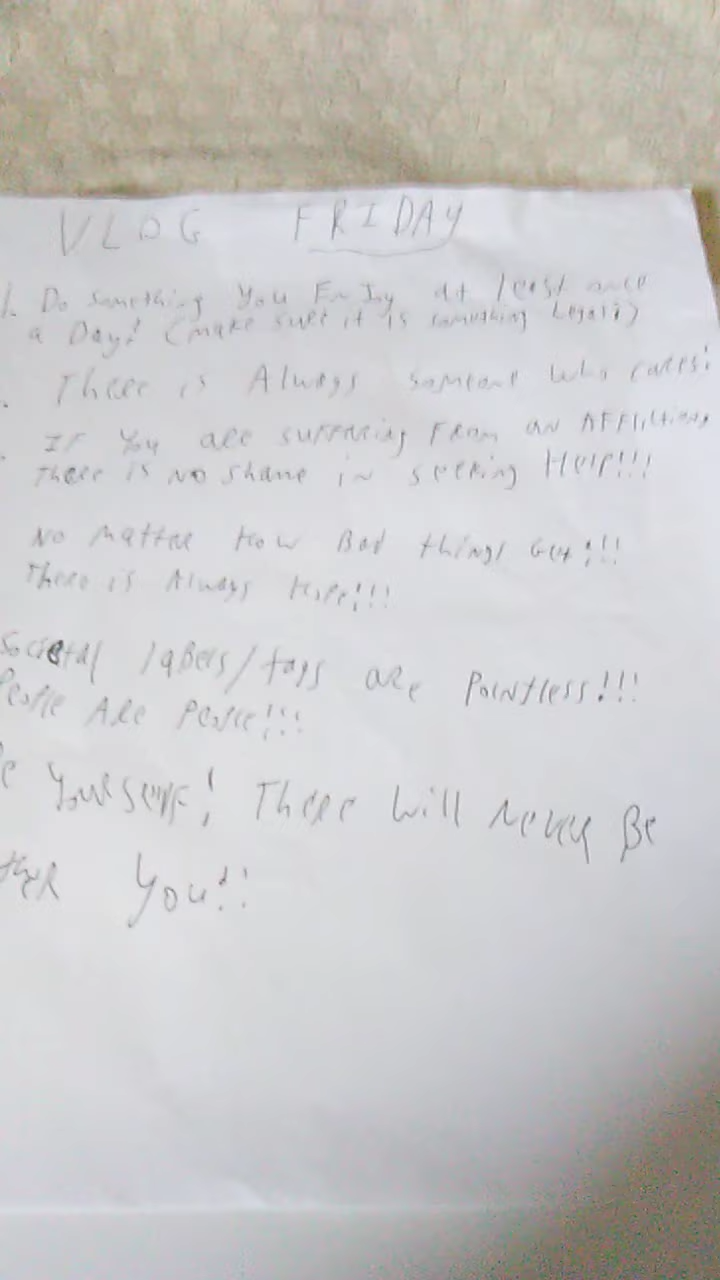 VLOG FRIDAY
1. Do something You EnJoy at least once
a Day! (make sure it is something Legal!)
. There is Always someone who cares!
. IF You are suffering From an AFFliction,
There is No shame in seeking Help!!!
No matter How Bad things Get!!!
There is Always Hope!!!
Societal labels/tags are Pointless!!!
People Are People!!!
e Yourself! There will Never Be
ther You!!